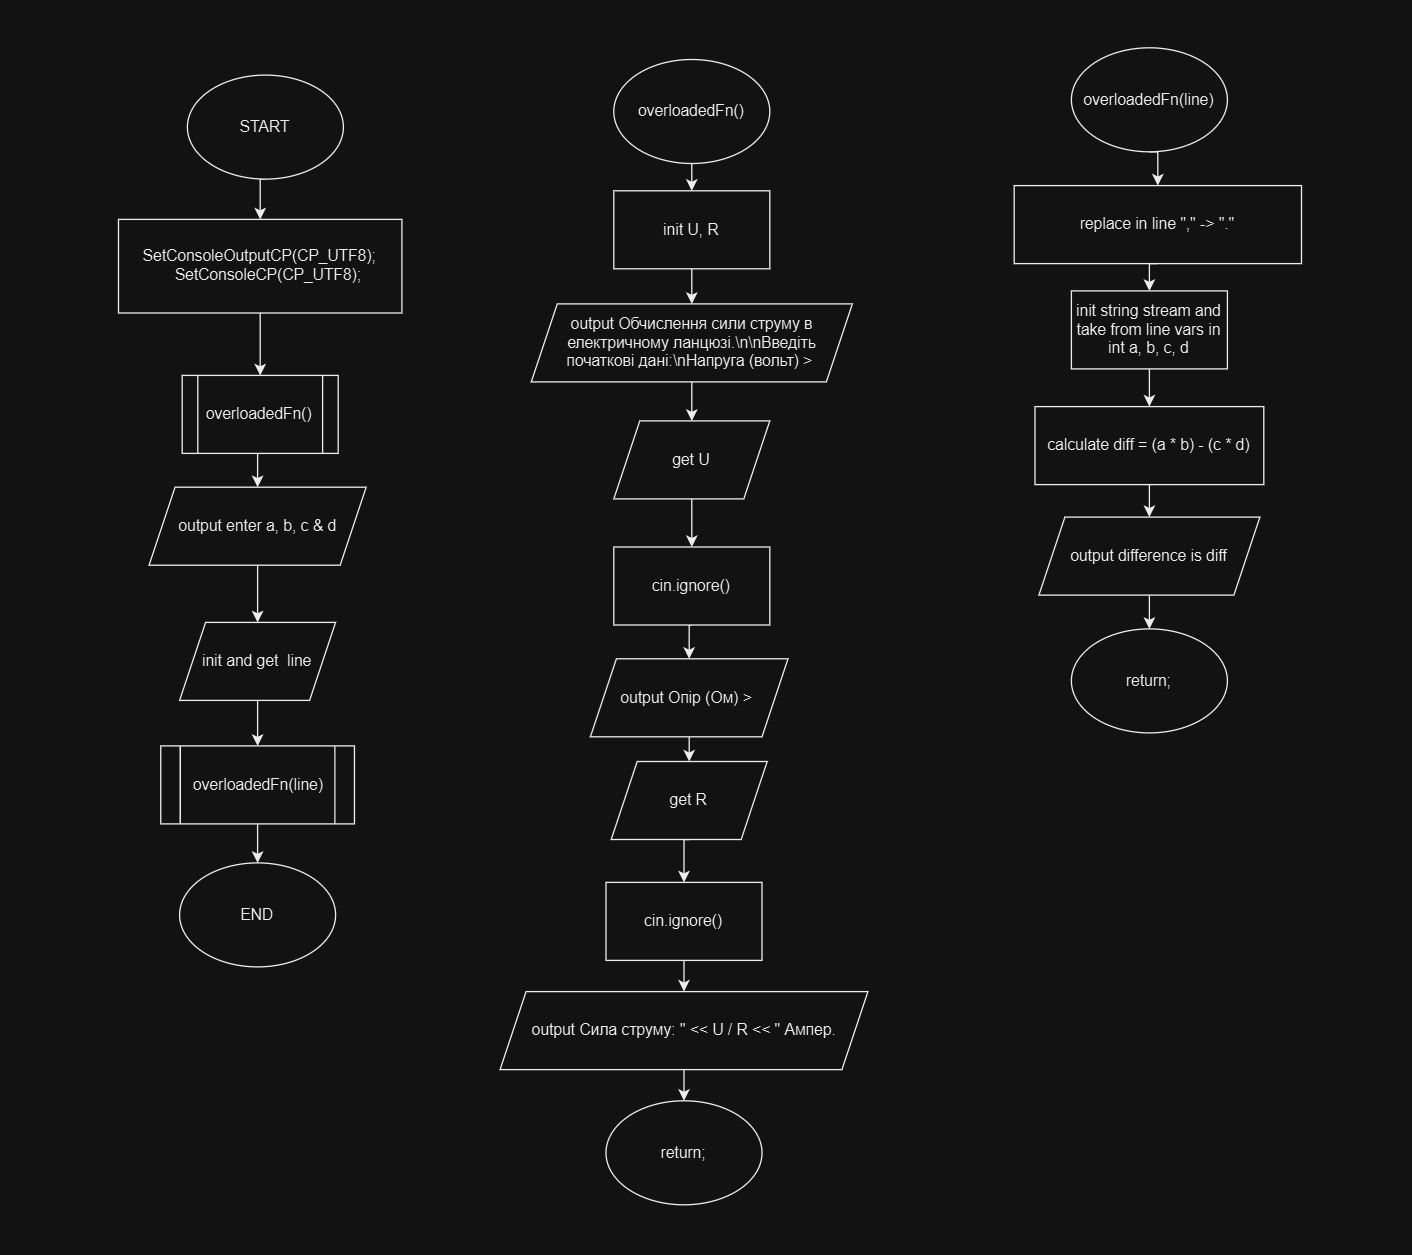 START
SetConsoleOutputCP(CP_UTF8);
SetConsoleCP(CP_UTF8);
overloadedFn()
output enter a, b, c & d
init and get  line
overloadedFn(line)
END
overloadedFn()
init U, R
output Обчислення сили струму в
електричному ланцюзі.\n\nВведіть
початкові дані:\nНапруга (вольт) >
get U
cin.ignore()
output Опір (Ом) >
get R
cin.ignore()
output Сила струму: " << U / R << " Ампер.
return;
overloadedFn(line)
replace in line "," -> "."
init string stream and
take from line vars in
int a, b, c, d
calculate diff = (a * b) - (c * d)
output difference is diff
return;